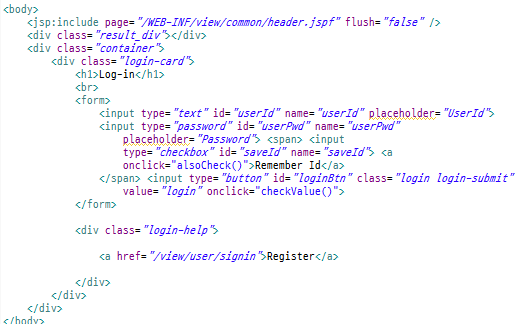 <body>
<jsp:include page="/WEB-INF/view/common/header.jspf" flush="false" />
<div class="result_div"></div>
<div class="container">
<div class="login-card">
<h1>Log-in</h1>
<br>
<form>
<input type="text" id="userId" name="userId" placeholder="UserId">
<input type="password" id="userPwd" name="userPwd"
placeholder="Password"> <span> <input
type="checkbox" id="saveId" name="saveId"> <a
onclick="alsoCheck()">Remember Id</a>
</span> <input type="button" id="loginBtn" class="login login-submit"
value="login" onclick="checkValue()">
</form>
<div class="login-help">
<a href="/view/user/signin">Register</a>
</div>
</div>
</div>
</body>